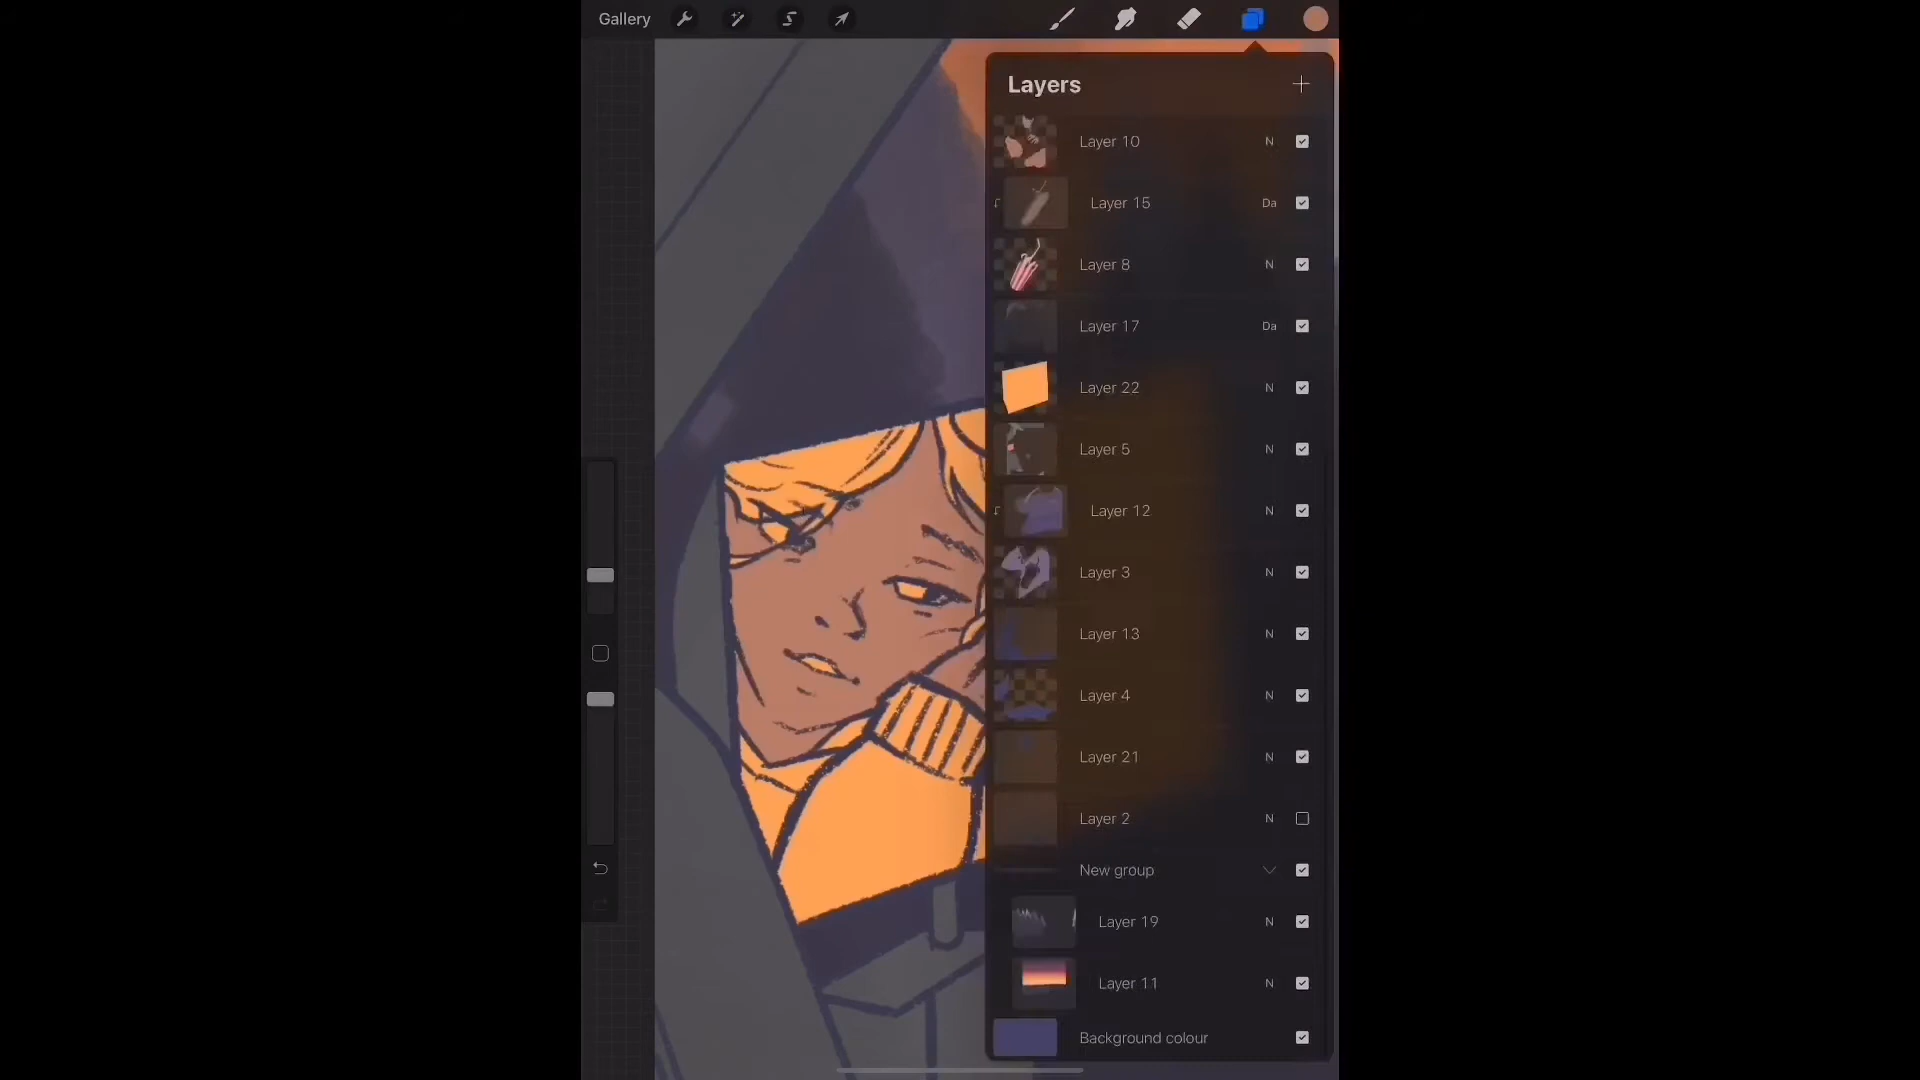 Gallery
Layers
Layer 10 N
Layer 15 Da
Layer 8 N
Layer 17 Da
Layer 22 N
Layer 5 N
Layer 12 N
Layer 3 N
Layer 13 N
Layer 4 N
Layer 21 N
Layer 2 N
New group
Layer 19 N
Layer 11 N
Background colour